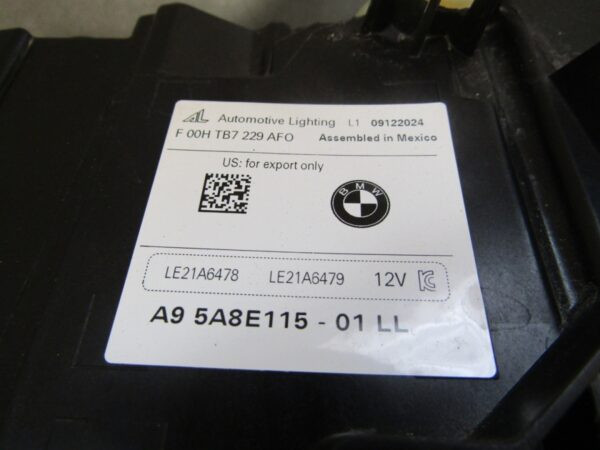 AL Automotive Lighting L1 09122024
F 00H TB7 229 AFO Assembled in Mexico
US: for export only
BMW
LE21A6478 LE21A6479 12V
A9 5A8E115 - 01 LL